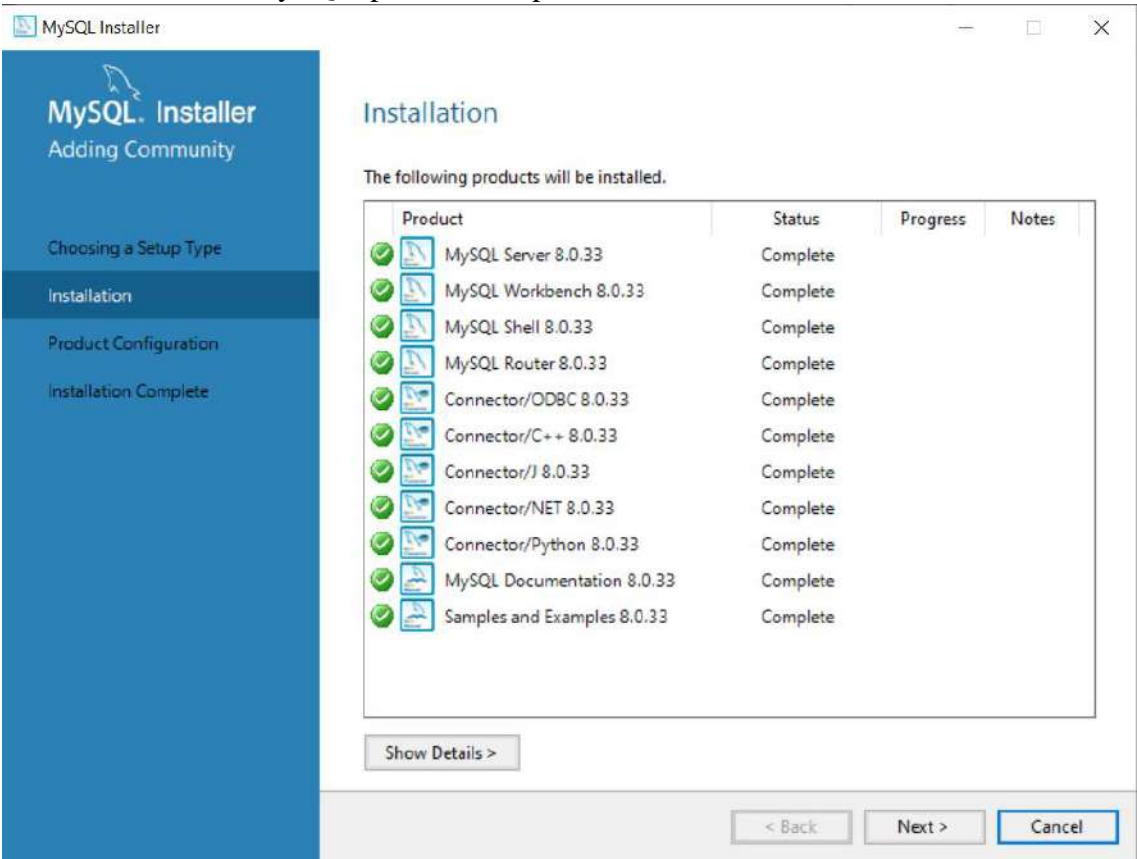 MySQL Installer
MySQL. Installer
Adding Community
Choosing a Setup Type
Installation
Product Configuration
Installation Complete
Installation
The following products will be installed.
Product Status Progress Notes
MySQL Server 8.0.33 Complete
MySQL Workbench 8.0.33 Complete
MySQL Shell 8.0.33 Complete
MySQL Router 8.0.33 Complete
Connector/ODBC 8.0.33 Complete
Connector/C++ 8.0.33 Complete
Connector/J 8.0.33 Complete
Connector/NET 8.0.33 Complete
Connector/Python 8.0.33 Complete
MySQL Documentation 8.0.33 Complete
Samples and Examples 8.0.33 Complete
Show Details >
< Back Next > Cancel